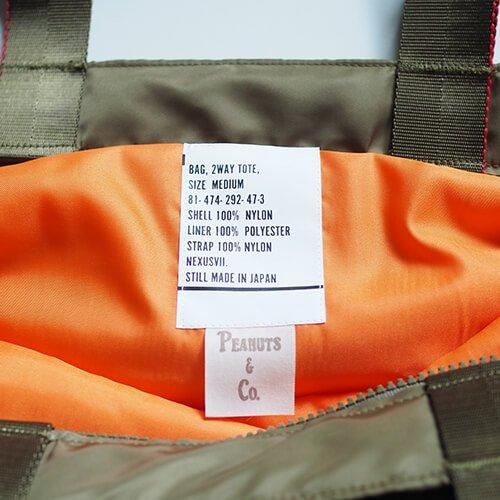 BAG, 2WAY TOTE,
SIZE MEDIUM
81-474-292-47-3
SHELL 100% NYLON
LINER 100% POLYESTER
STRAP 100% NYLON
NEXUSVII.
STILL MADE IN JAPAN
PEANUTS
&
CO.